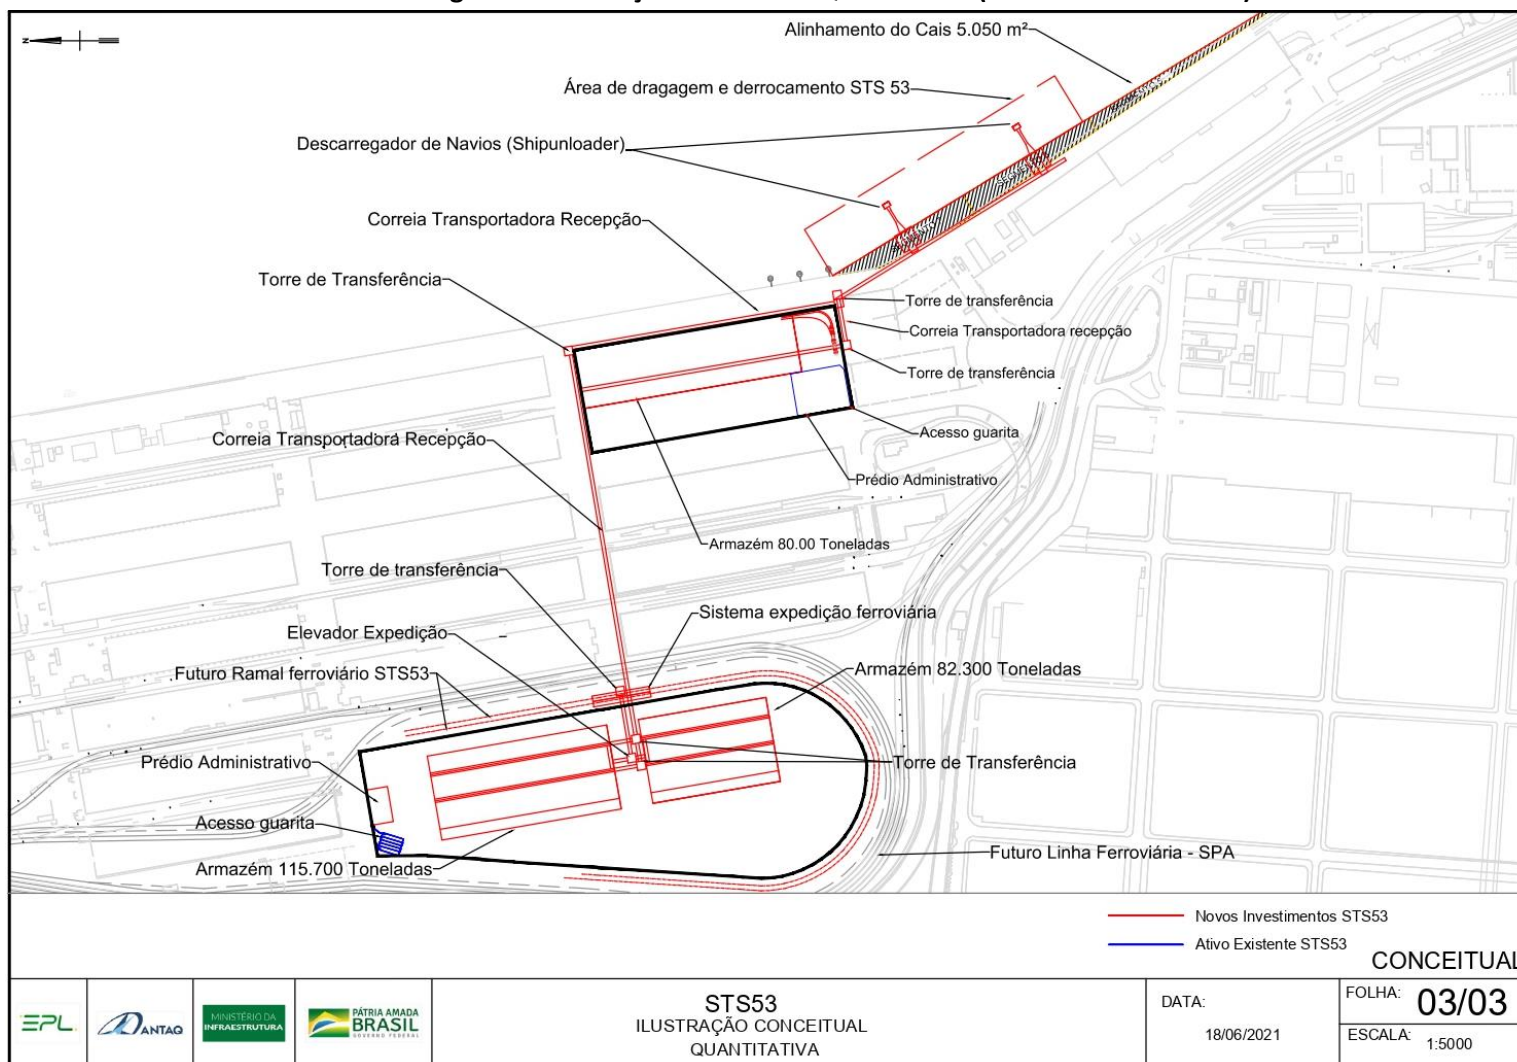 N
Alinhamento do Cais 5.050 m²
Área de dragagem e derrocamento STS 53
Descarregador de Navios (Shipunloader)
Correia Transportadora Recepção
Torre de Transferência
Torre de transferência
Correia Transportadora recepção
Torre de transferência
Acesso guarita
Correia Transportadora Recepção
Prédio Administrativo
Armazém 80.00 Toneladas
Torre de transferência
Sistema expedição ferroviária
Elevador Expedição
Armazém 82.300 Toneladas
Futuro Ramal ferroviário STS53
Prédio Administrativo
Torre de Transferência
Acesso guarita
Futuro Linha Ferroviária - SPA
Armazém 115.700 Toneladas
Novos Investimentos STS53
Ativo Existente STS53
CONCEITUAL
EPL
ANTAQ
MINISTÉRIO DA
INFRAESTRUTURA
PÁTRIA AMADA
BRASIL
GOVERNO FEDERAL
STS53
ILUSTRAÇÃO CONCEITUAL
QUANTITATIVA
DATA:
18/06/2021
FOLHA: 03/03
ESCALA: 1:5000